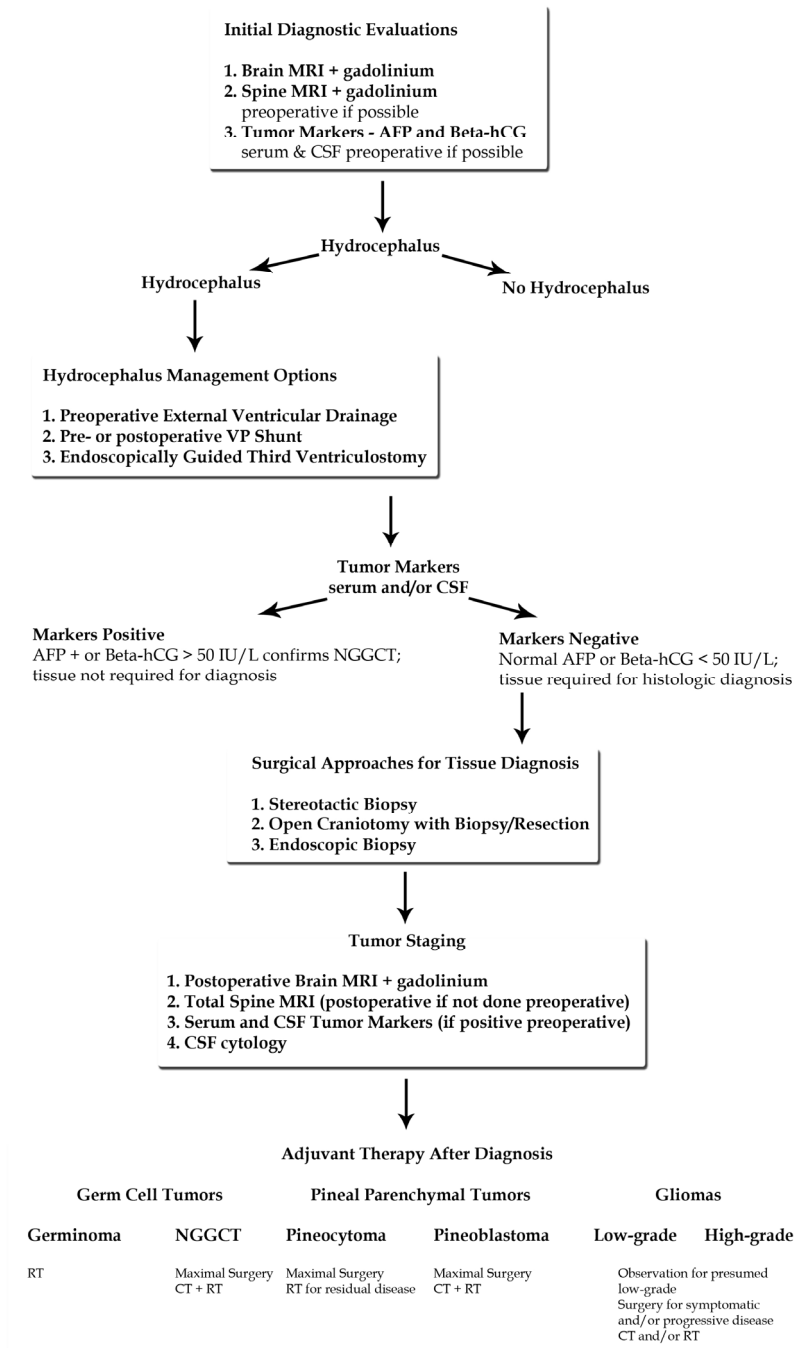 Initial Diagnostic Evaluations
1. Brain MRI + gadolinium
2. Spine MRI + gadolinium
preoperative if possible
3. Tumor Markers - AFP and Beta-hCG
serum & CSF preoperative if possible
Hydrocephalus
Hydrocephalus
No Hydrocephalus
Hydrocephalus Management Options
1. Preoperative External Ventricular Drainage
2. Pre- or postoperative VP Shunt
3. Endoscopically Guided Third Ventriculostomy
Tumor Markers
serum and/or CSF
Markers Positive
AFP + or Beta-hCG > 50 IU/L confirms NGGCT;
tissue not required for diagnosis
Markers Negative
Normal AFP or Beta-hCG < 50 IU/L;
tissue required for histologic diagnosis
Surgical Approaches for Tissue Diagnosis
1. Stereotactic Biopsy
2. Open Craniotomy with Biopsy/Resection
3. Endoscopic Biopsy
Tumor Staging
1. Postoperative Brain MRI + gadolinium
2. Total Spine MRI (postoperative if not done preoperative)
3. Serum and CSF Tumor Markers (if positive preoperative)
4. CSF cytology
Adjuvant Therapy After Diagnosis
Germ Cell Tumors
Pineal Parenchymal Tumors
Gliomas
Germinoma
NGGCT
Pineocytoma
Pineoblastoma
Low-grade
High-grade
RT
Maximal Surgery
CT + RT
Maximal Surgery
RT for residual disease
Maximal Surgery
CT + RT
Observation for presumed
low-grade
Surgery for symptomatic
and/or progressive disease
CT and/or RT